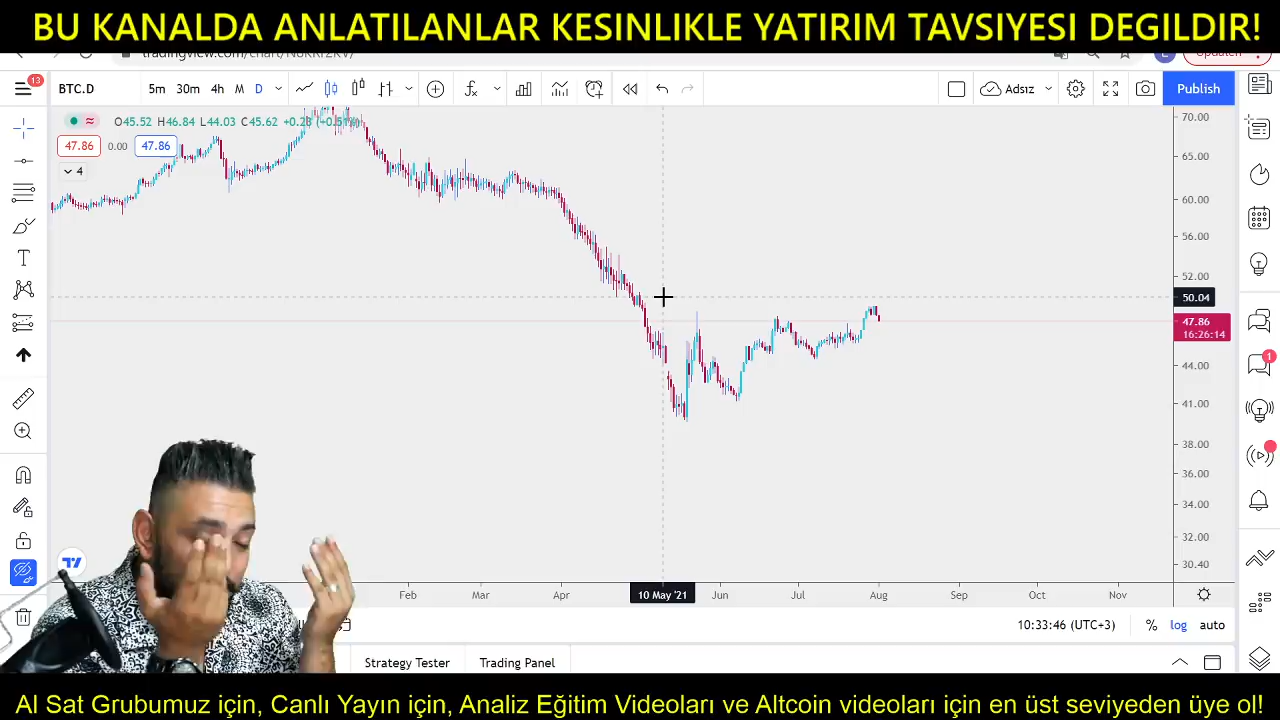 BU KANALDA ANLATILANLAR KESINLIKLE YATIRIM TAVSIYESI DEGILDIR!
13
BTC.D
5m 30m 4h M D
Adsız
Publish
O45.52 H46.84 L44.03 C45.62 +0.23 (+0.51%)
47.86 0.00 47.86
4
70.00
65.00
60.00
56.00
52.00
50.04
47.86
16:26:14
44.00
41.00
38.00
36.00
34.00
32.00
30.40
1
Feb Mar Apr 10 May '21 Jun Jul Aug Sep Oct Nov
10:33:46 (UTC+3) % log auto
Strategy Tester Trading Panel
Al Sat Grubumuz için, Canlı Yayın için, Analiz Eğitim Videoları ve Altcoin videoları için en üst seviyeden üye ol!